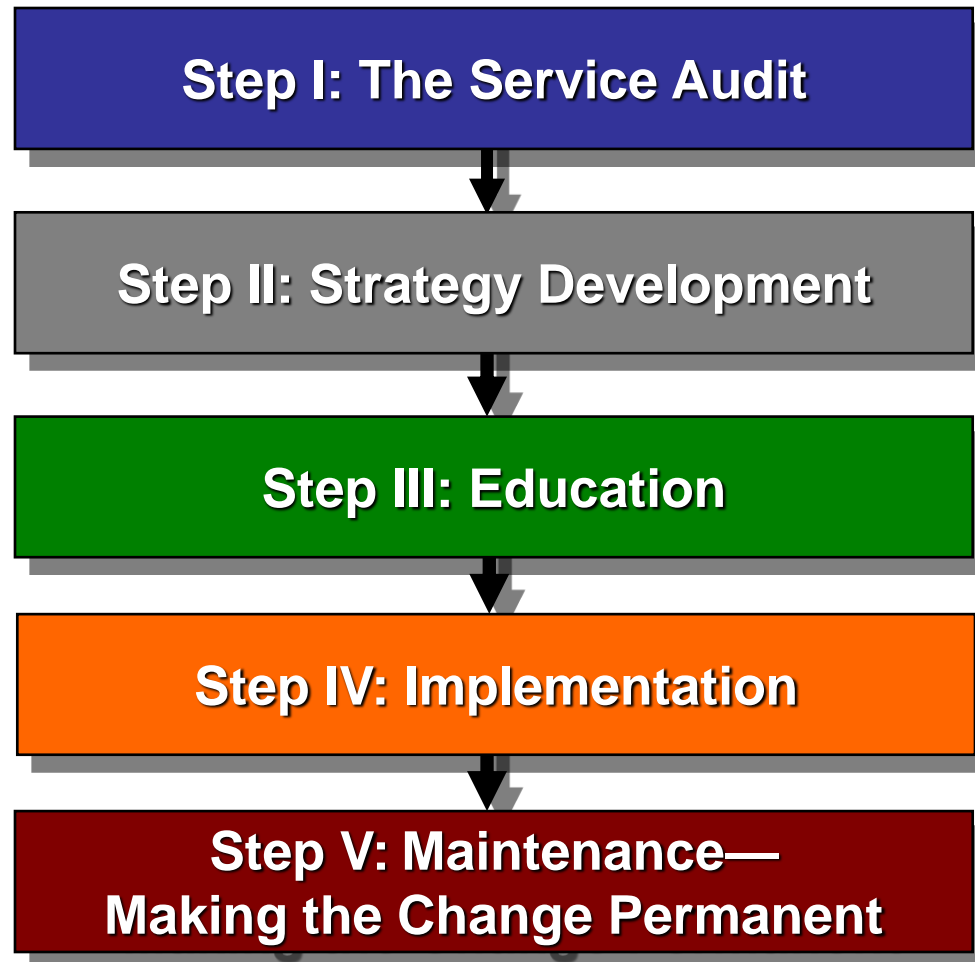 Step I: The Service Audit
Step II: Strategy Development
Step III: Education
Step IV: Implementation
Step V: Maintenance—
Making the Change Permanent